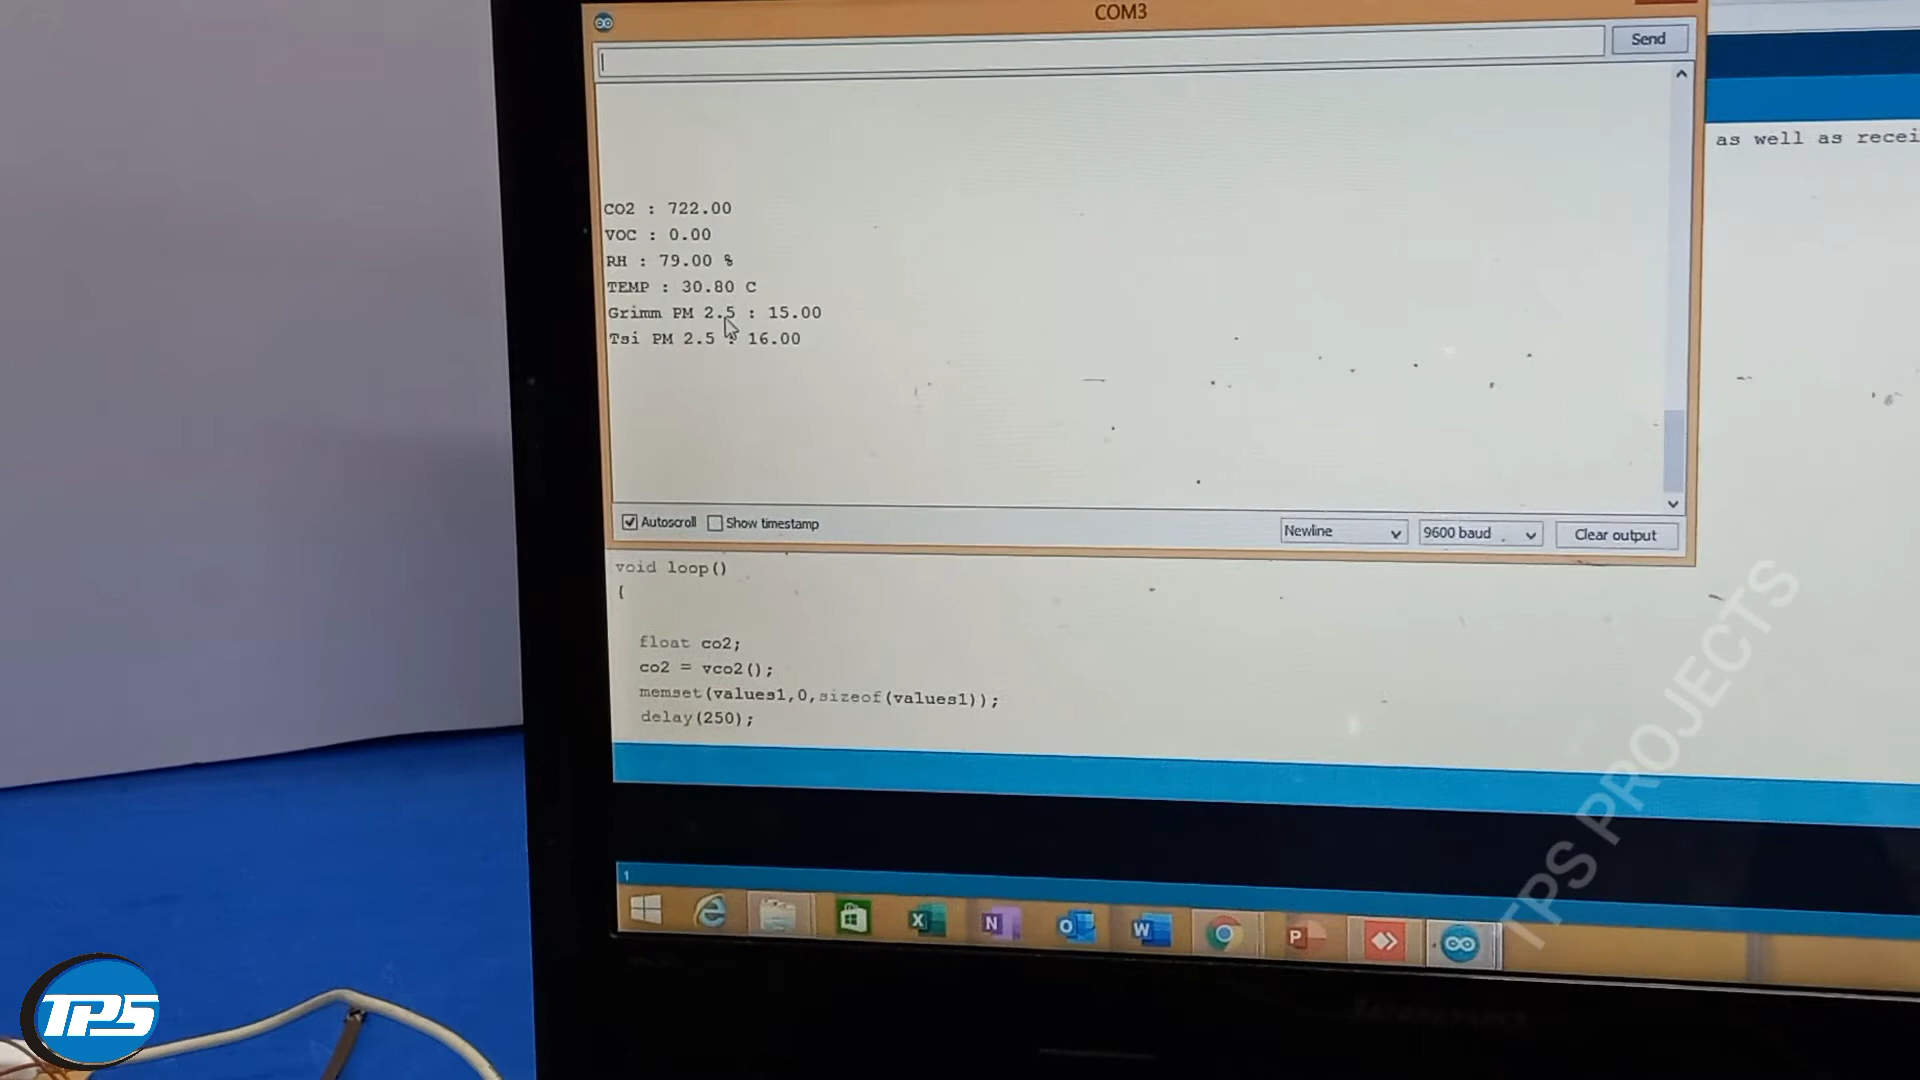 COM3
Send
as well as recei
CO2 : 722.00
VOC : 0.00
RH : 79.00 %
TEMP : 30.80 C
Grimm PM 2.5 : 15.00
Tsi PM 2.5 : 16.00
Autoscroll
Show timestamp
Newline
9600 baud
Clear output
void loop()
{
float co2;
co2 = vco2();
memset(values1,0,sizeof(values1));
delay(250);
1
TPS PROJECTS
TPS